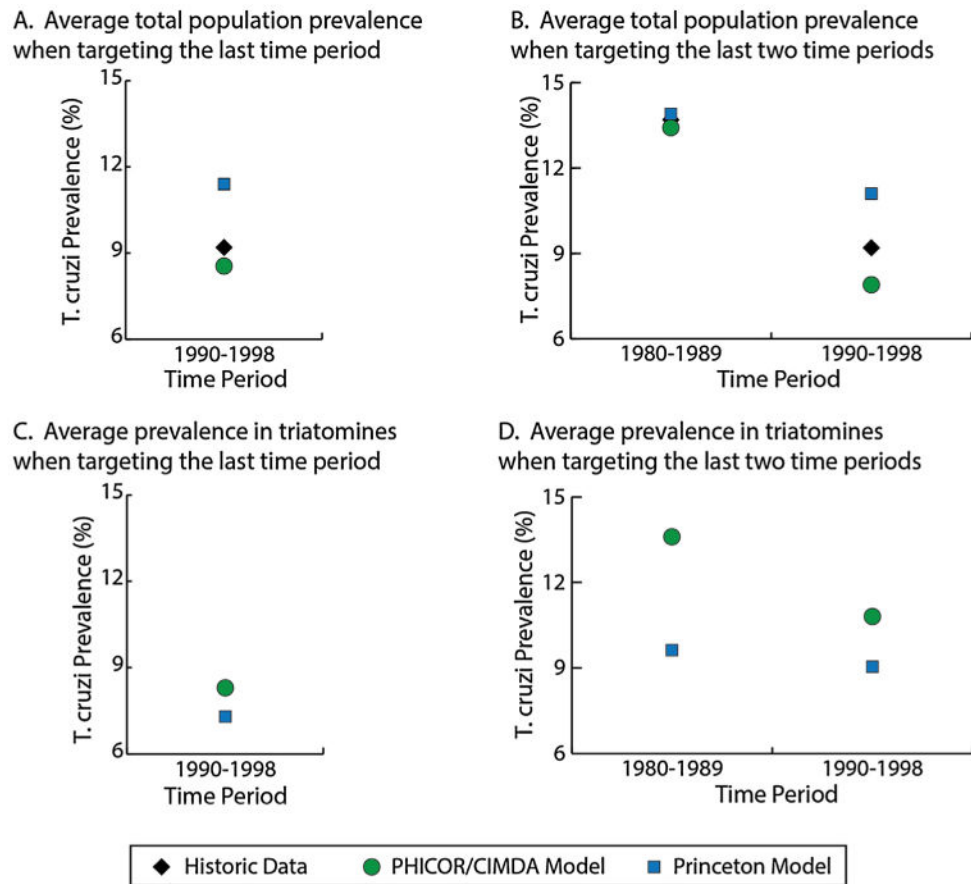 A. Average total population prevalence
when targeting the last time period
15
12
9
6
T. cruzi Prevalence (%)
1990-1998
Time Period
B. Average total population prevalence
when targeting the last two time periods
15
12
9
6
T. cruzi Prevalence (%)
1980-1989 1990-1998
Time Period
C. Average prevalence in triatomines
when targeting the last time period
15
12
9
6
T. cruzi Prevalence (%)
1990-1998
Time Period
D. Average prevalence in triatomines
when targeting the last two time periods
15
12
9
6
T. cruzi Prevalence (%)
1980-1989 1990-1998
Time Period
Historic Data PHICOR/CIMDA Model Princeton Model